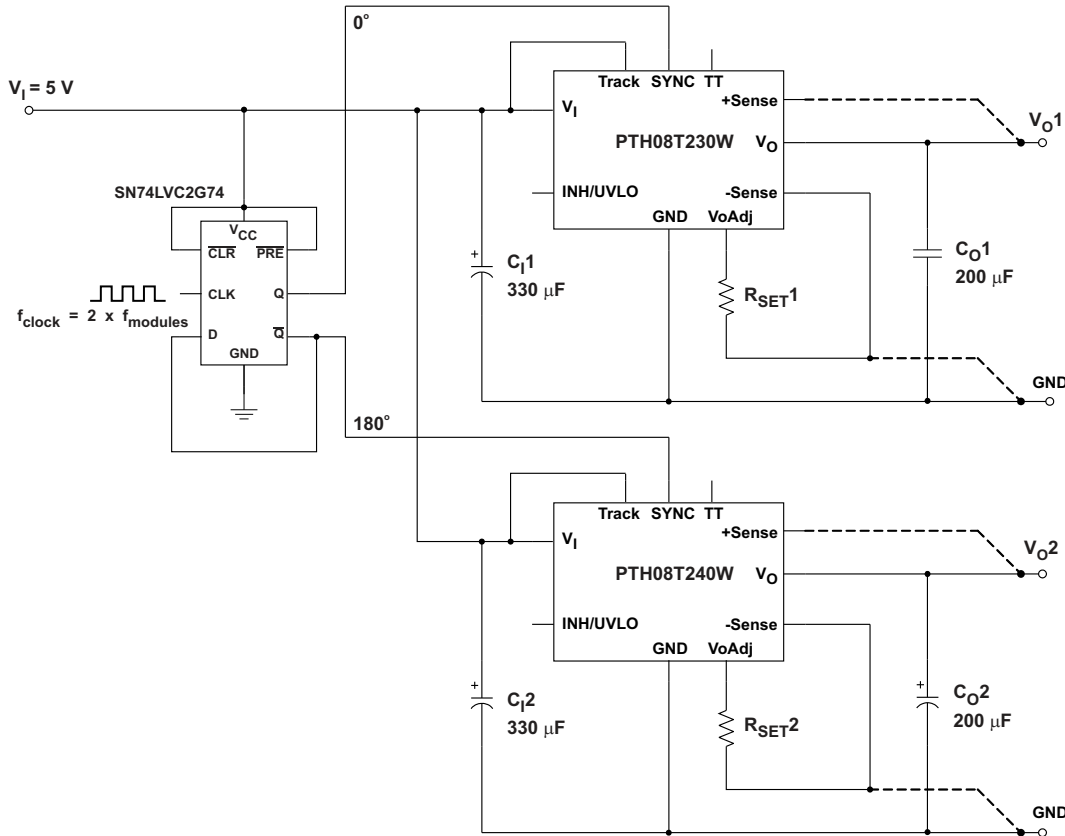 0°
V_I = 5 V
Track SYNC TT
V_I
+Sense
V_O1
PTH08T230W
V_O
SN74LVC2G74
INH/UVLO
-Sense
GND VoAdj
V_CC
C̅L̅R̅ P̅R̅E̅
CLK Q
f_clock = 2 x f_modules
D Q̅
GND
+
C_I1
330 μF
R_SET1
C_O1
200 μF
GND
180°
Track SYNC TT
V_I
+Sense
V_O2
PTH08T240W
V_O
INH/UVLO
-Sense
GND VoAdj
+
C_I2
330 μF
R_SET2
+
C_O2
200 μF
GND